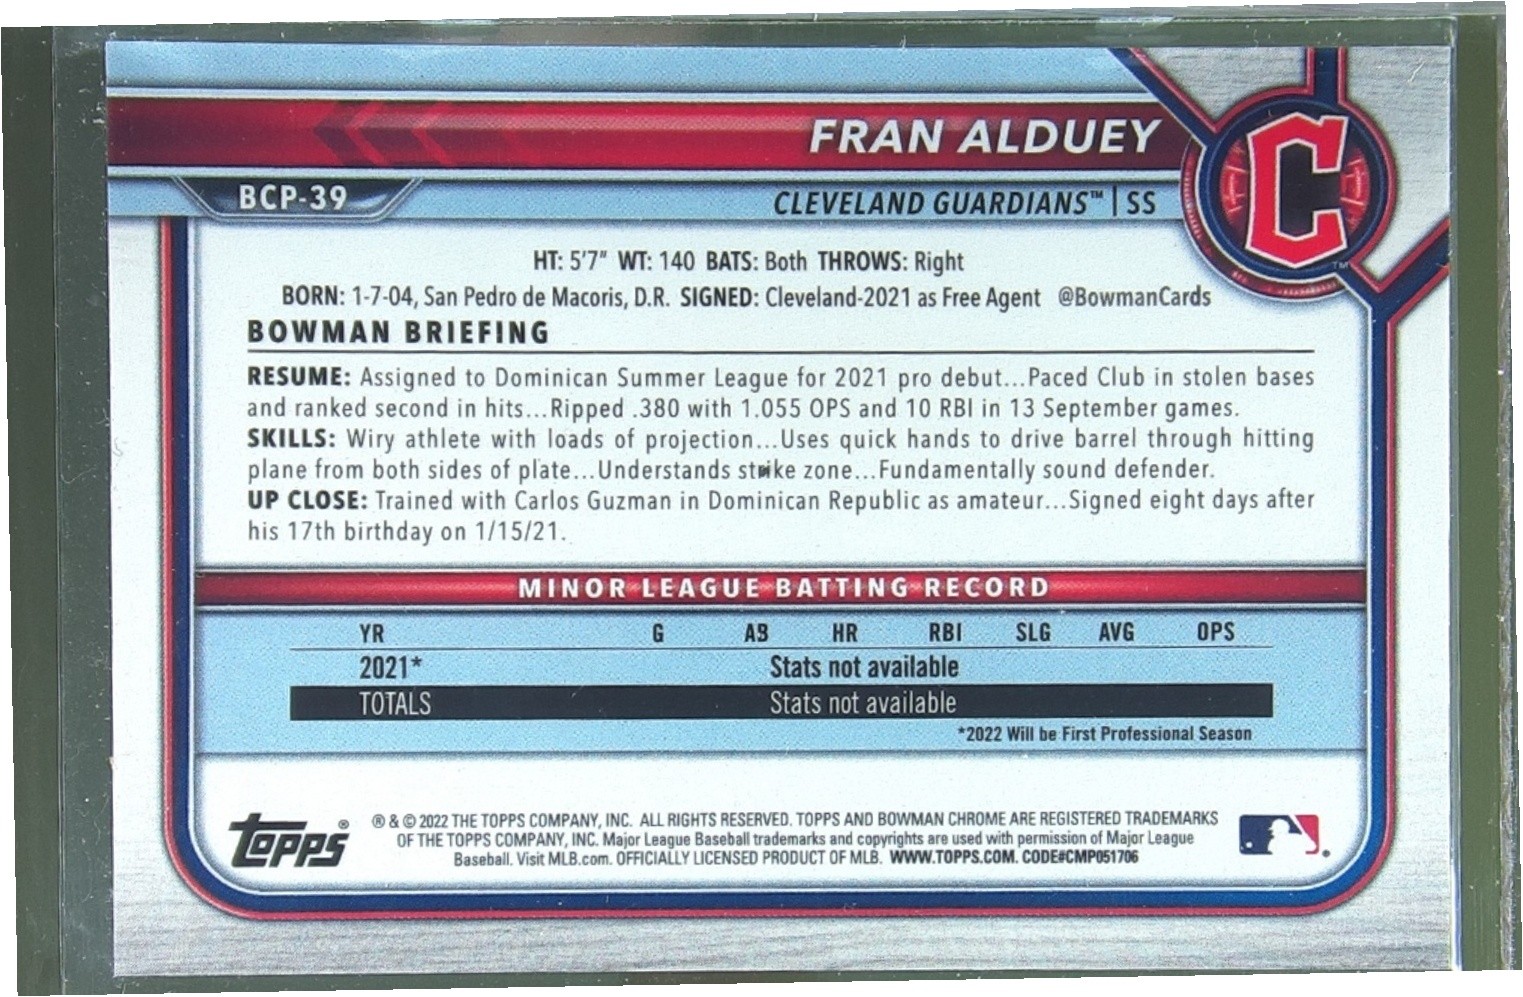 FRAN ALDUEY
BCP-39
CLEVELAND GUARDIANS™ | SS
C
TM
HT: 5'7" WT: 140 BATS: Both THROWS: Right
BORN: 1-7-04, San Pedro de Macoris, D.R. SIGNED: Cleveland-2021 as Free Agent @BowmanCards
BOWMAN BRIEFING
RESUME: Assigned to Dominican Summer League for 2021 pro debut...Paced Club in stolen bases
and ranked second in hits...Ripped .380 with 1.055 OPS and 10 RBI in 13 September games.
SKILLS: Wiry athlete with loads of projection...Uses quick hands to drive barrel through hitting
plane from both sides of plate...Understands strike zone...Fundamentally sound defender.
UP CLOSE: Trained with Carlos Guzman in Dominican Republic as amateur...Signed eight days after
his 17th birthday on 1/15/21.
MINOR LEAGUE BATTING RECORD
YR G AB HR RBI SLG AVG OPS
2021* Stats not available
TOTALS Stats not available
*2022 Will be First Professional Season
Topps®
® & © 2022 THE TOPPS COMPANY, INC. ALL RIGHTS RESERVED. TOPPS AND BOWMAN CHROME ARE REGISTERED TRADEMARKS
OF THE TOPPS COMPANY, INC. Major League Baseball trademarks and copyrights are used with permission of Major League
Baseball. Visit MLB.com. OFFICIALLY LICENSED PRODUCT OF MLB. WWW.TOPPS.COM. CODE#CMP051706